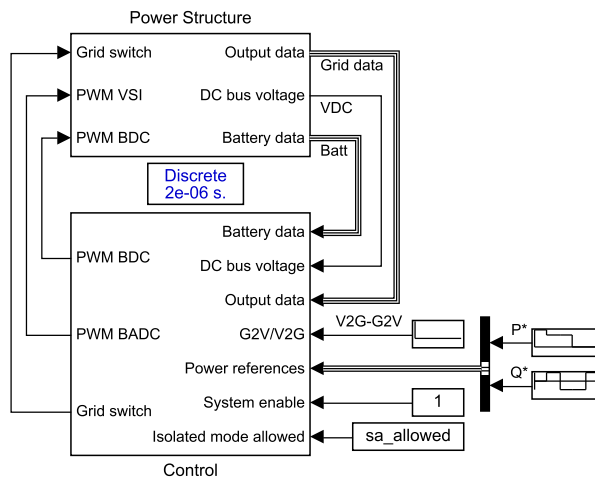 Power Structure
Grid switch
Output data
Grid data
PWM VSI
DC bus voltage
VDC
PWM BDC
Battery data
Batt
Discrete
2e-06 s.
Battery data
PWM BDC
DC bus voltage
Output data
V2G-G2V
P*
PWM BADC
G2V/V2G
Power references
Q*
System enable
1
Grid switch
Isolated mode allowed
sa_allowed
Control